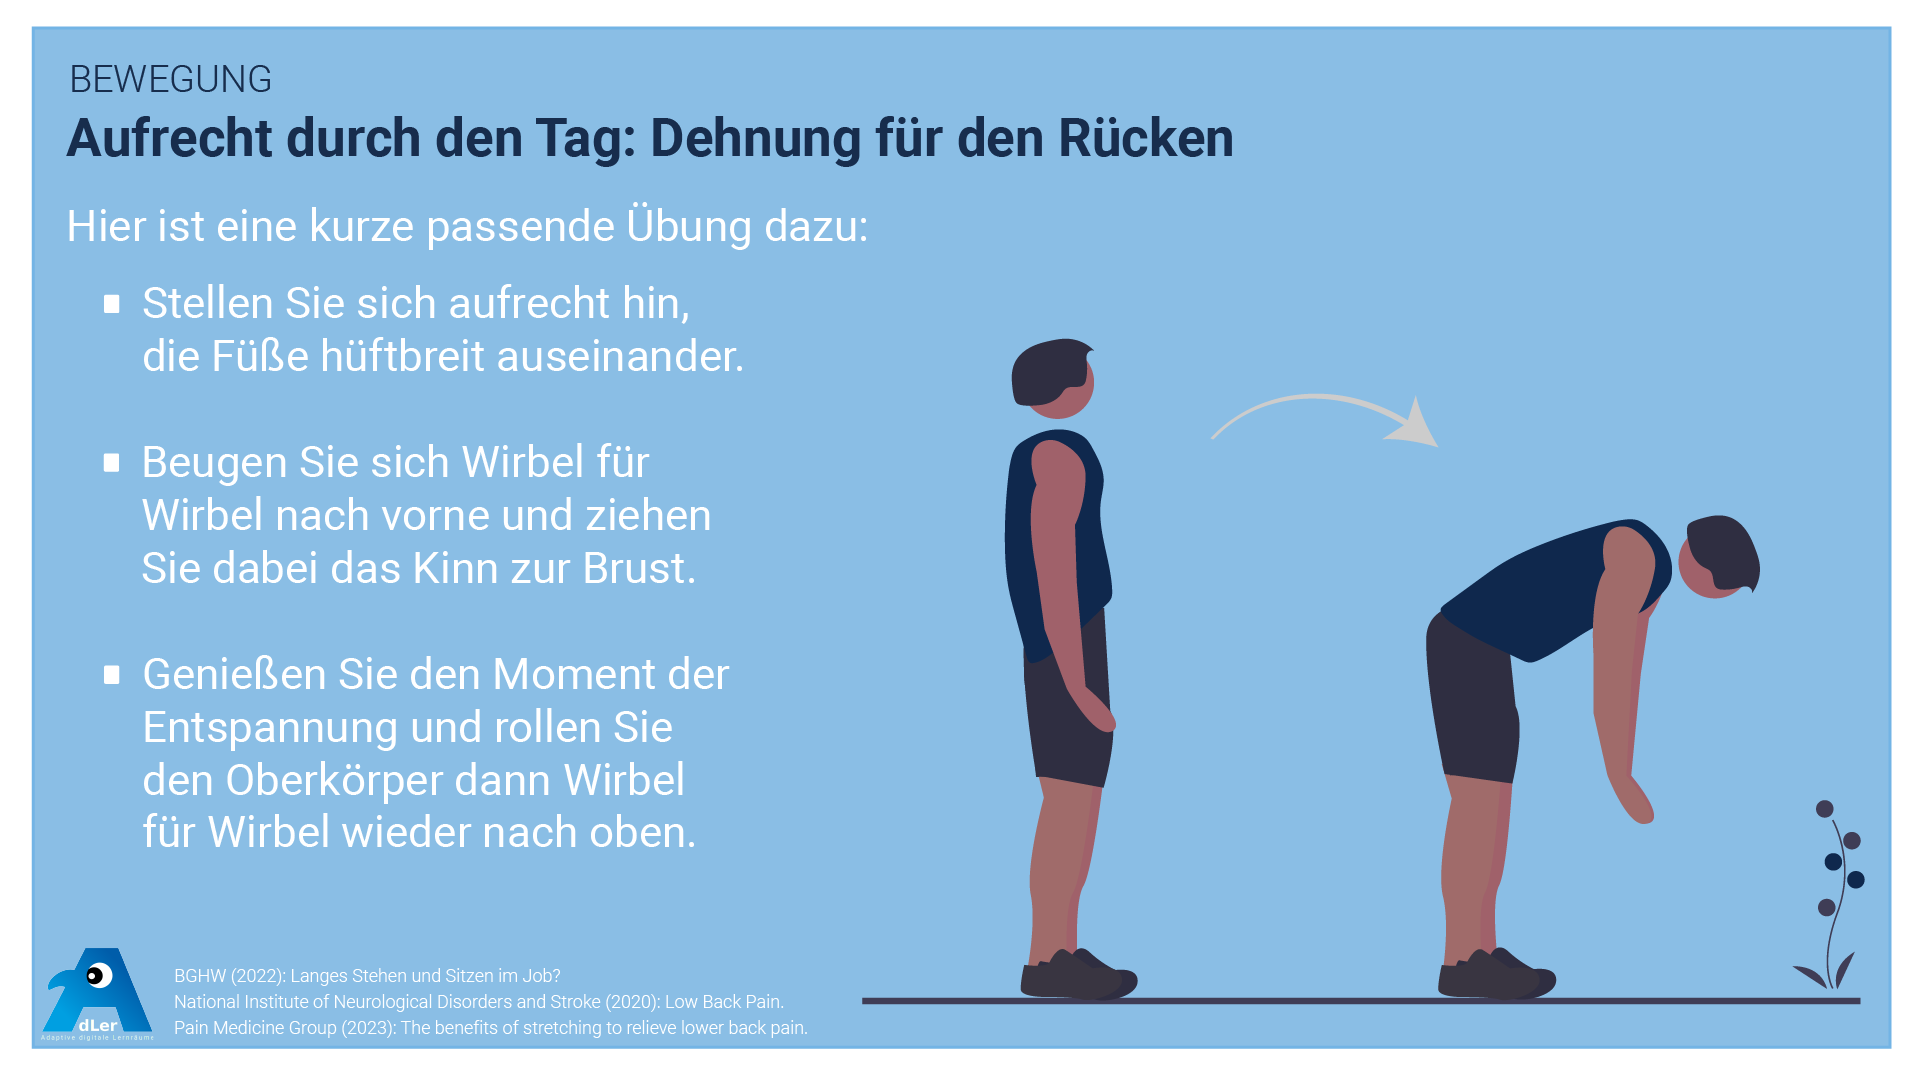 BEWEGUNG
Aufrecht durch den Tag: Dehnung für den Rücken
Hier ist eine kurze passende Übung dazu:
Stellen Sie sich aufrecht hin,
die Füße hüftbreit auseinander.
Beugen Sie sich Wirbel für
Wirbel nach vorne und ziehen
Sie dabei das Kinn zur Brust.
Genießen Sie den Moment der
Entspannung und rollen Sie
den Oberkörper dann Wirbel
für Wirbel wieder nach oben.
BGHW (2022): Langes Stehen und Sitzen im Job?
National Institute of Neurological Disorders and Stroke (2020): Low Back Pain.
Pain Medicine Group (2023): The benefits of stretching to relieve lower back pain.
AdLer
Adaptive digitale Lernräume